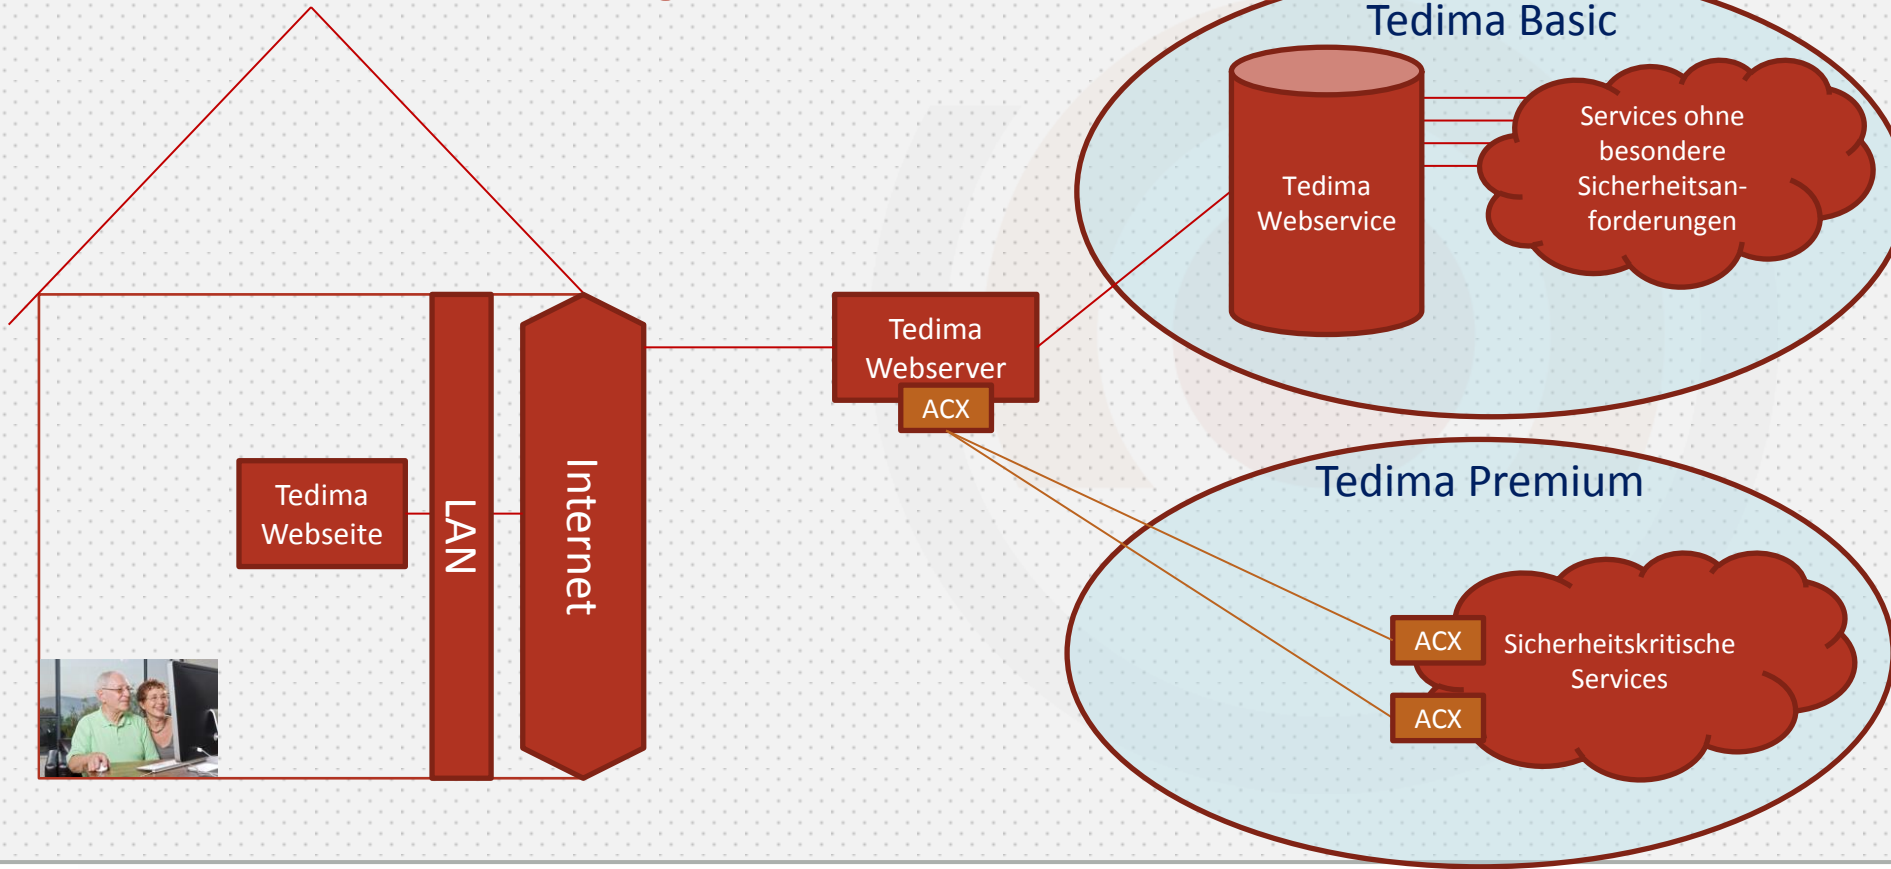 Tedima Basic
Services ohne
besondere
Sicherheitsan-
forderungen
Tedima
Webservice
Tedima
Webserver
ACX
Tedima
Webseite
LAN
Internet
Tedima Premium
ACX
Sicherheitskritische
Services
ACX